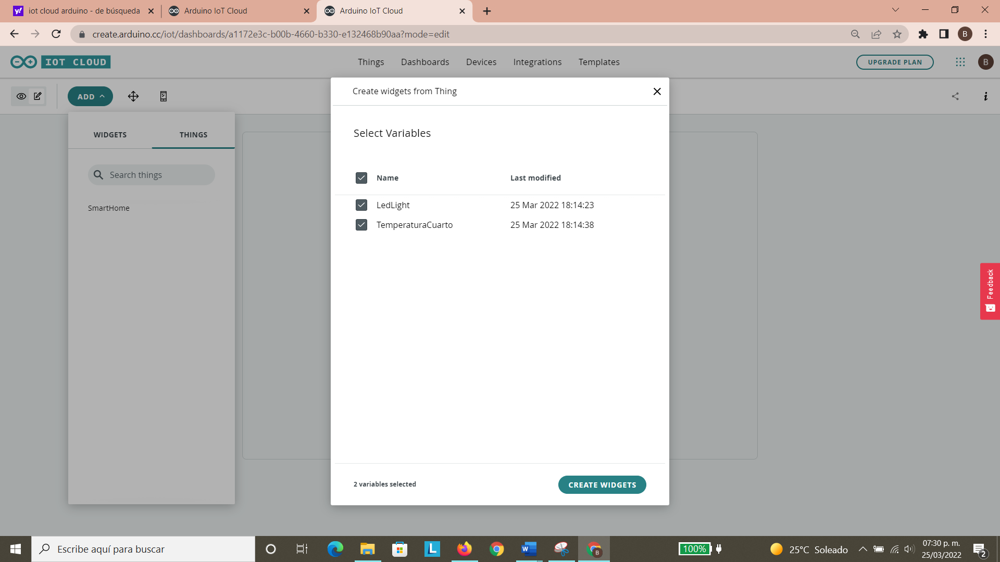 iot cloud arduino - de búsqueda
Arduino IoT Cloud
Arduino IoT Cloud
create.arduino.cc/iot/dashboards/a1172e3c-b00b-4660-b330-e132468b90aa?mode=edit
B
IOT CLOUD
Things
Dashboards
Devices
Integrations
Templates
UPGRADE PLAN
B
ADD
Create widgets from Thing
WIDGETS
THINGS
Search things
SmartHome
Select Variables
Name
Last modified
LedLight
25 Mar 2022 18:14:23
TemperaturaCuarto
25 Mar 2022 18:14:38
Feedback
2 variables selected
CREATE WIDGETS
Escribe aquí para buscar
100%
25°C Soleado
07:30 p. m.
25/03/2022
2